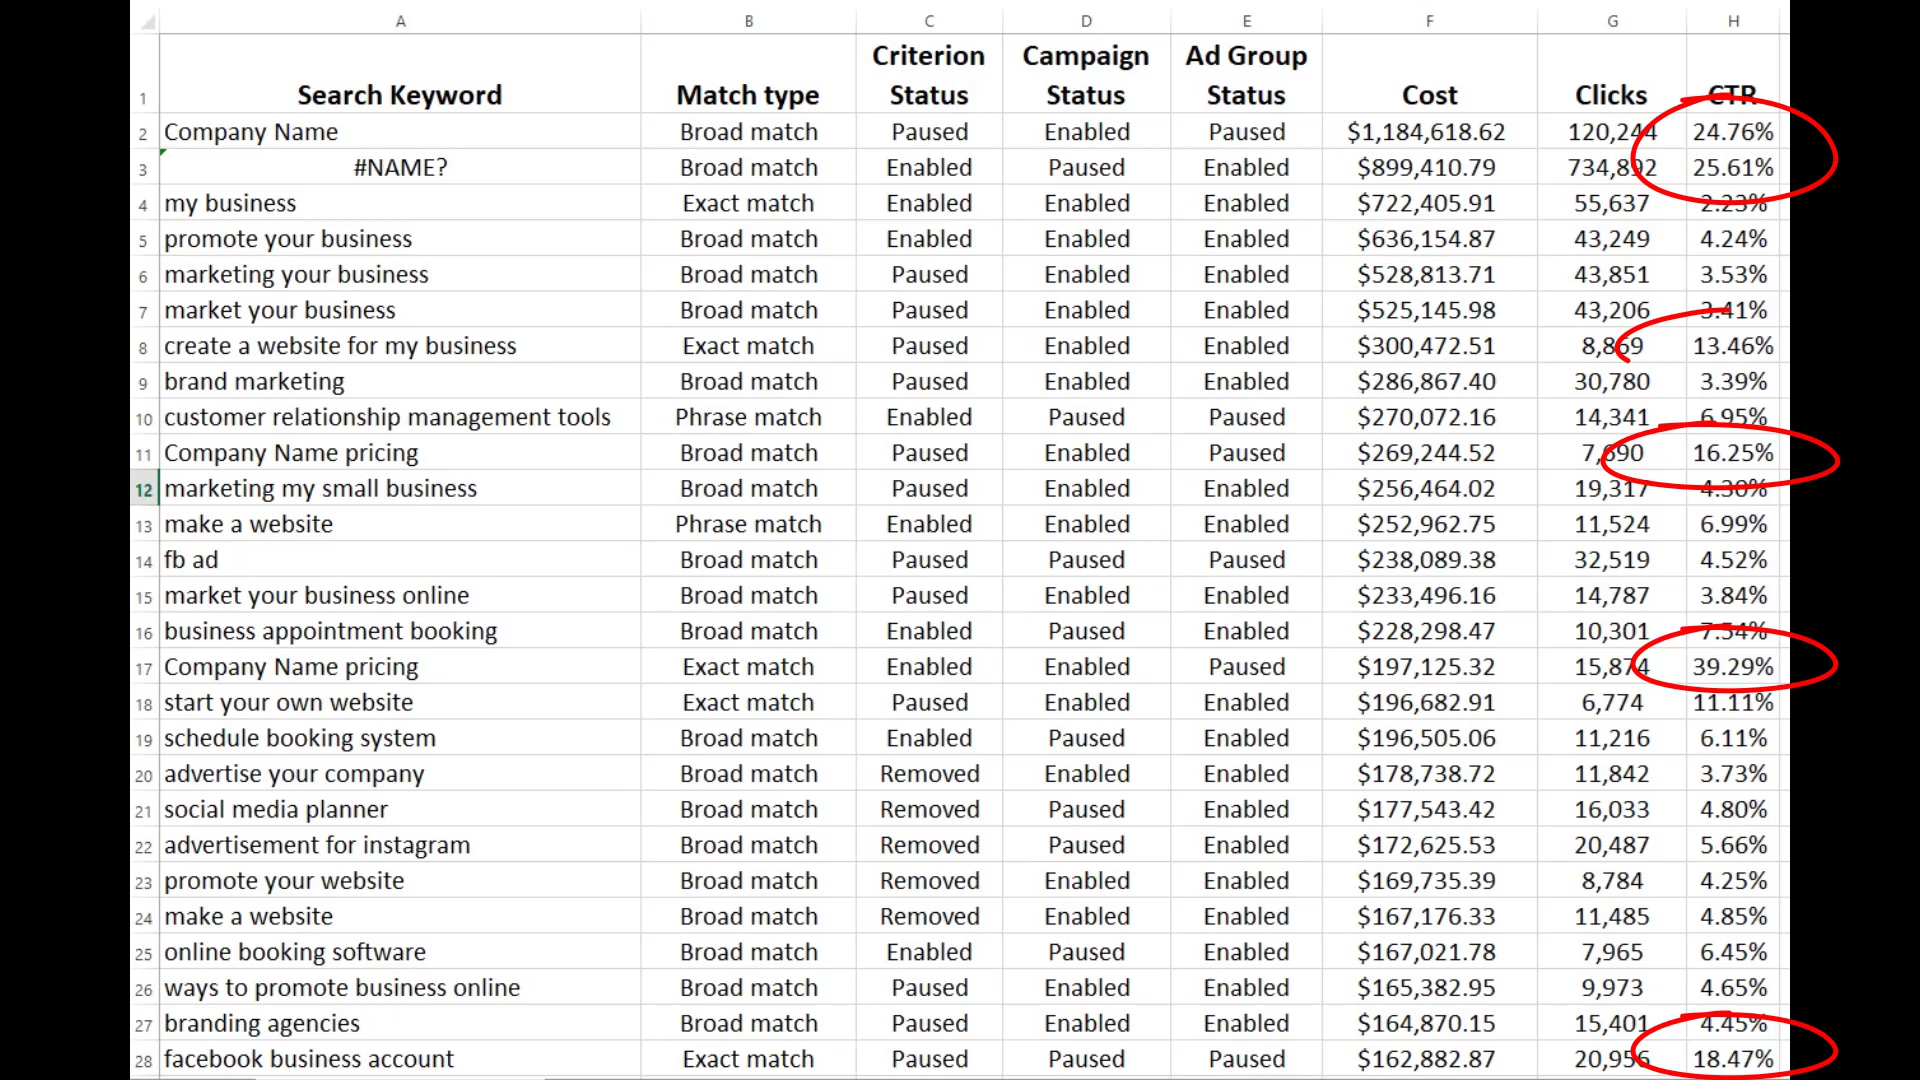 A B C D E F G H
1 Search Keyword Match type Criterion Status Campaign Status Ad Group Status Cost Clicks CTR
2 Company Name Broad match Paused Enabled Paused $1,184,618.62 120,244 24.76%
3 #NAME? Broad match Enabled Paused Enabled $899,410.79 734,892 25.61%
4 my business Exact match Enabled Enabled Enabled $722,405.91 55,637 2.23%
5 promote your business Broad match Enabled Enabled Enabled $636,154.87 43,249 4.24%
6 marketing your business Broad match Paused Enabled Enabled $528,813.71 43,851 3.53%
7 market your business Broad match Paused Enabled Enabled $525,145.98 43,206 3.41%
8 create a website for my business Exact match Paused Enabled Enabled $300,472.51 8,869 13.46%
9 brand marketing Broad match Paused Enabled Enabled $286,867.40 30,780 3.39%
10 customer relationship management tools Phrase match Enabled Paused Paused $270,072.16 14,341 6.95%
11 Company Name pricing Broad match Paused Enabled Paused $269,244.52 7,690 16.25%
12 marketing my small business Broad match Paused Enabled Enabled $256,464.02 19,317 4.30%
13 make a website Phrase match Enabled Enabled Enabled $252,962.75 11,524 6.99%
14 fb ad Broad match Paused Paused Paused $238,089.38 32,519 4.52%
15 market your business online Broad match Paused Enabled Enabled $233,496.16 14,787 3.84%
16 business appointment booking Broad match Enabled Paused Enabled $228,298.47 10,301 7.54%
17 Company Name pricing Exact match Enabled Enabled Paused $197,125.32 15,874 39.29%
18 start your own website Exact match Paused Enabled Enabled $196,682.91 6,774 11.11%
19 schedule booking system Broad match Enabled Paused Enabled $196,505.06 11,216 6.11%
20 advertise your company Broad match Removed Enabled Enabled $178,738.72 11,842 3.73%
21 social media planner Broad match Removed Paused Enabled $177,543.42 16,033 4.80%
22 advertisement for instagram Broad match Removed Paused Enabled $172,625.53 20,487 5.66%
23 promote your website Broad match Removed Enabled Enabled $169,735.39 8,784 4.25%
24 make a website Broad match Removed Enabled Enabled $167,176.33 11,485 4.85%
25 online booking software Broad match Enabled Paused Enabled $167,021.78 7,965 6.45%
26 ways to promote business online Broad match Paused Enabled Enabled $165,382.95 9,973 4.65%
27 branding agencies Broad match Paused Enabled Enabled $164,870.15 15,401 4.45%
28 facebook business account Exact match Paused Paused Paused $162,882.87 20,956 18.47%